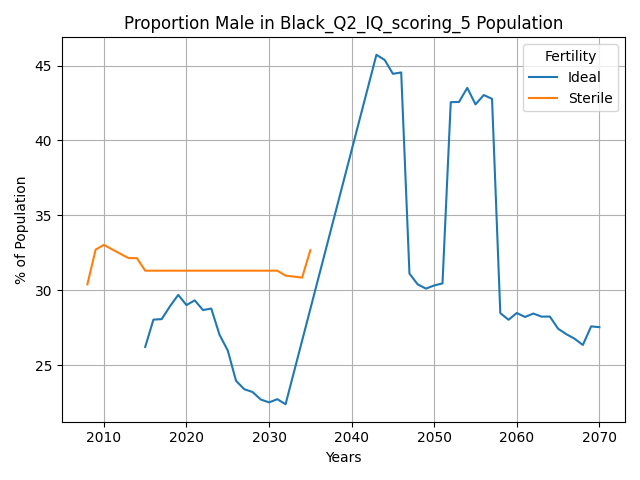 Proportion Male in Black_Q2_IQ_scoring_5 Population
Fertility
Ideal
Sterile
% of Population
45
40
35
30
25
2010
2020
2030
2040
2050
2060
2070
Years